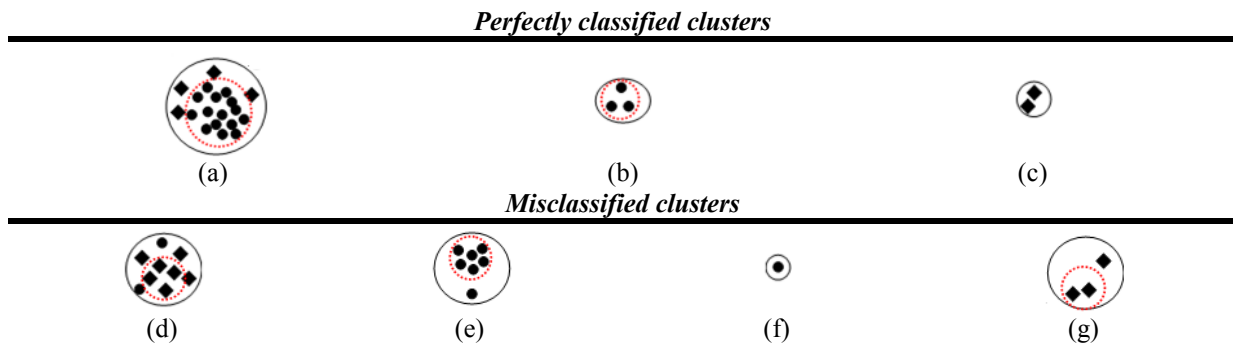 Perfectly classified clusters
(a) (b) (c)
Misclassified clusters
(d) (e) (f) (g)